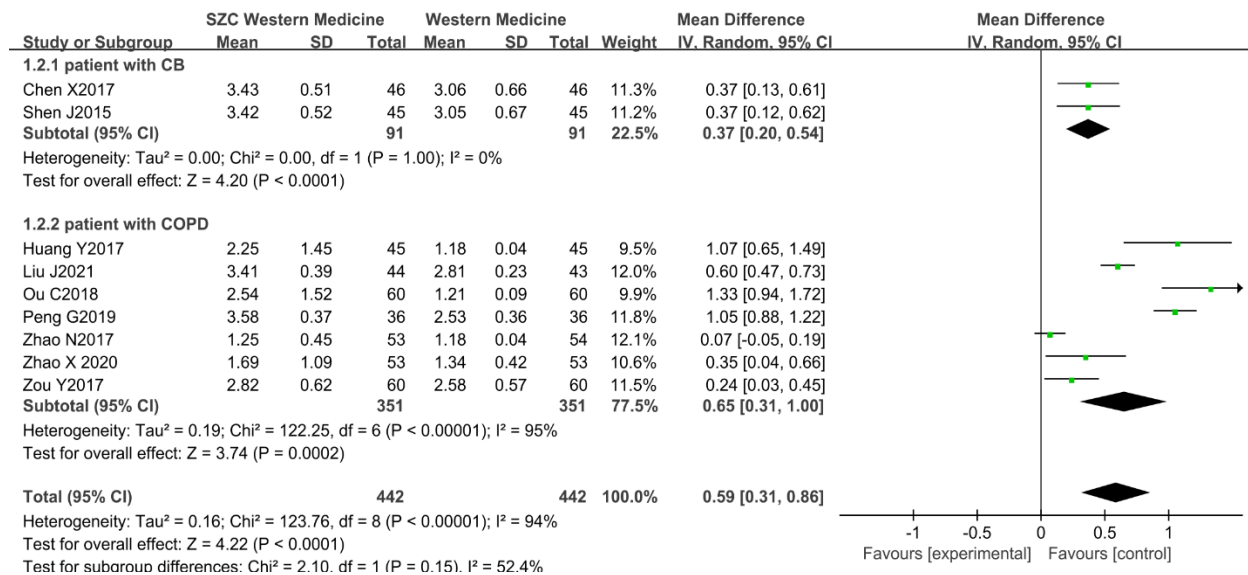 SZC Western Medicine Western Medicine Mean Difference Mean Difference
Study or Subgroup Mean SD Total Mean SD Total Weight IV, Random, 95% CI IV, Random, 95% CI
1.2.1 patient with CB
Chen X2017 3.43 0.51 46 3.06 0.66 46 11.3% 0.37 [0.13, 0.61]
Shen J2015 3.42 0.52 45 3.05 0.67 45 11.2% 0.37 [0.12, 0.62]
Subtotal (95% CI) 91 91 22.5% 0.37 [0.20, 0.54]
Heterogeneity: Tau² = 0.00; Chi² = 0.00, df = 1 (P = 1.00); I² = 0%
Test for overall effect: Z = 4.20 (P < 0.0001)
1.2.2 patient with COPD
Huang Y2017 2.25 1.45 45 1.18 0.04 45 9.5% 1.07 [0.65, 1.49]
Liu J2021 3.41 0.39 44 2.81 0.23 43 12.0% 0.60 [0.47, 0.73]
Ou C2018 2.54 1.52 60 1.21 0.09 60 9.9% 1.33 [0.94, 1.72]
Peng G2019 3.58 0.37 36 2.53 0.36 36 11.8% 1.05 [0.88, 1.22]
Zhao N2017 1.25 0.45 53 1.18 0.04 54 12.1% 0.07 [-0.05, 0.19]
Zhao X 2020 1.69 1.09 53 1.34 0.42 53 10.6% 0.35 [0.04, 0.66]
Zou Y2017 2.82 0.62 60 2.58 0.57 60 11.5% 0.24 [0.03, 0.45]
Subtotal (95% CI) 351 351 77.5% 0.65 [0.31, 1.00]
Heterogeneity: Tau² = 0.19; Chi² = 122.25, df = 6 (P < 0.00001); I² = 95%
Test for overall effect: Z = 3.74 (P = 0.0002)
Total (95% CI) 442 442 100.0% 0.59 [0.31, 0.86]
Heterogeneity: Tau² = 0.16; Chi² = 123.76, df = 8 (P < 0.00001); I² = 94%
Test for overall effect: Z = 4.22 (P < 0.0001)
Test for subgroup differences: Chi² = 2.10, df = 1 (P = 0.15), I² = 52.4%
-1 -0.5 0 0.5 1
Favours [experimental] Favours [control]